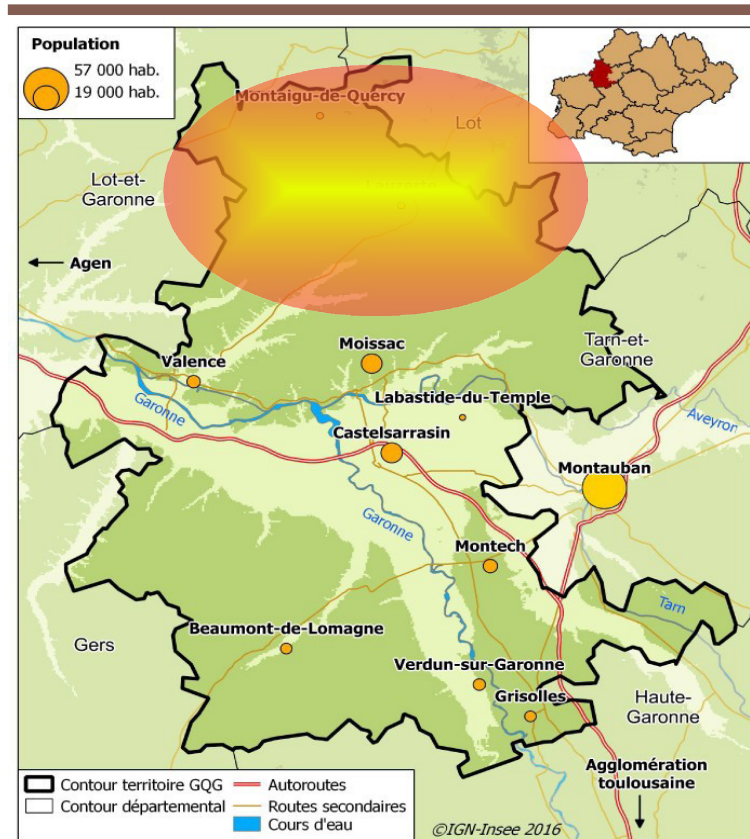 Population
57 000 hab.
19 000 hab.
Montaigu-de-Quercy
Lot
Lot-et-
Garonne
Agen
Tarn-et-
Garonne
Moissac
Valence
Labastide-du-Temple
Garonne
Castelsarrasin
Aveyron
Montauban
Garonne
Montech
Tarn
Gers
Beaumont-de-Lomagne
Verdun-sur-Garonne
Grisolles
Haute-
Garonne
Agglomération
toulousaine
Contour territoire GQG
Autoroutes
Contour départemental
Routes secondaires
Cours d'eau
©IGN-Insee 2016